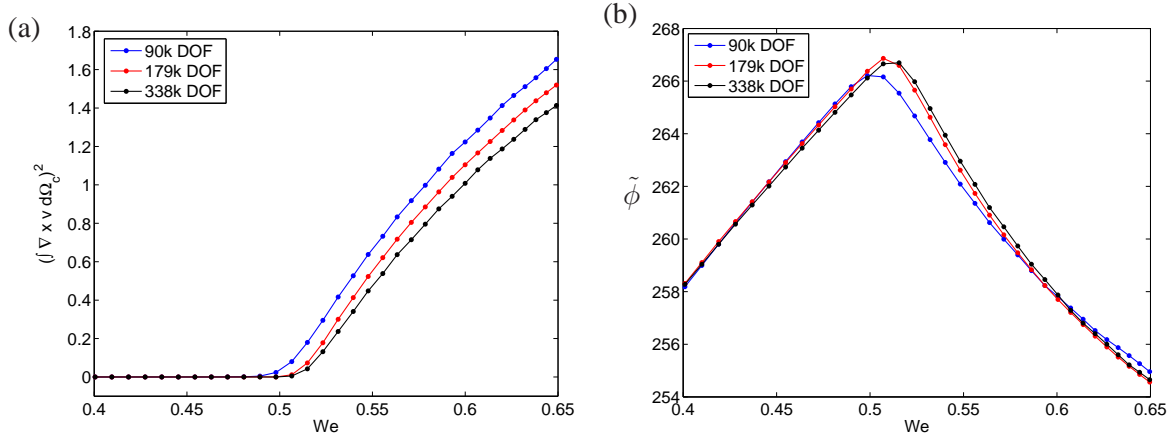 (a)
1.8
1.6
1.4
1.2
1
0.8
0.6
0.4
0.2
0
(∫ ∇ x v dΩc)²
90k DOF
179k DOF
338k DOF
0.4 0.45 0.5 0.55 0.6 0.65
We
(b)
268
266
264
262
260
258
256
254
ϕ̃
90k DOF
179k DOF
338k DOF
0.4 0.45 0.5 0.55 0.6 0.65
We